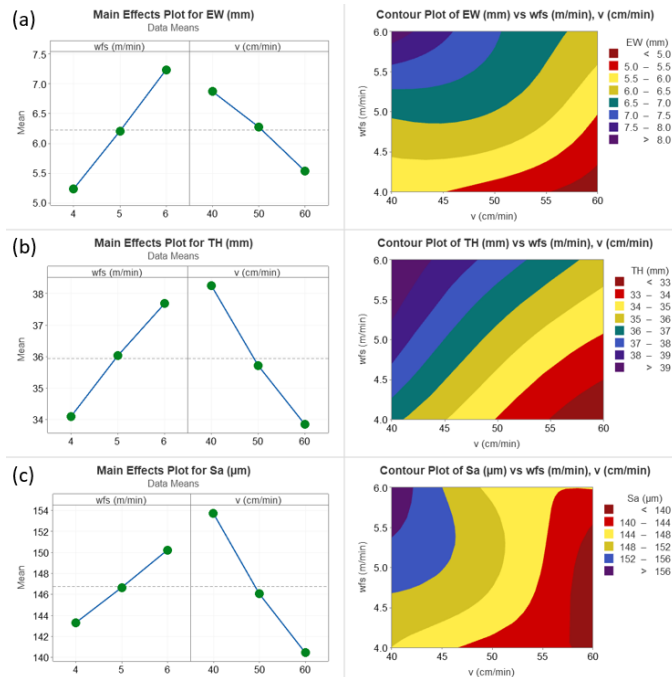 (a)
Main Effects Plot for EW (mm)
Data Means
wfs (m/min)
v (cm/min)
Mean
7.5
7.0
6.5
6.0
5.5
5.0
4 5 6 40 50 60
Contour Plot of EW (mm) vs wfs (m/min), v (cm/min)
wfs (m/min)
6.0
5.5
5.0
4.5
4.0
40 45 50 55 60
v (cm/min)
EW (mm)
< 5.0
5.0 – 5.5
5.5 – 6.0
6.0 – 6.5
6.5 – 7.0
7.0 – 7.5
7.5 – 8.0
> 8.0
(b)
Main Effects Plot for TH (mm)
Data Means
wfs (m/min)
v (cm/min)
Mean
38
37
36
35
34
4 5 6 40 50 60
Contour Plot of TH (mm) vs wfs (m/min), v (cm/min)
wfs (m/min)
6.0
5.5
5.0
4.5
4.0
40 45 50 55 60
v (cm/min)
TH (mm)
< 33
33 – 34
34 – 35
35 – 36
36 – 37
37 – 38
38 – 39
> 39
(c)
Main Effects Plot for Sa (µm)
Data Means
wfs (m/min)
v (cm/min)
Mean
154
152
150
148
146
144
142
140
4 5 6 40 50 60
Contour Plot of Sa (µm) vs wfs (m/min), v (cm/min)
wfs (m/min)
6.0
5.5
5.0
4.5
4.0
40 45 50 55 60
v (cm/min)
Sa (µm)
< 140
140 – 144
144 – 148
148 – 152
152 – 156
> 156